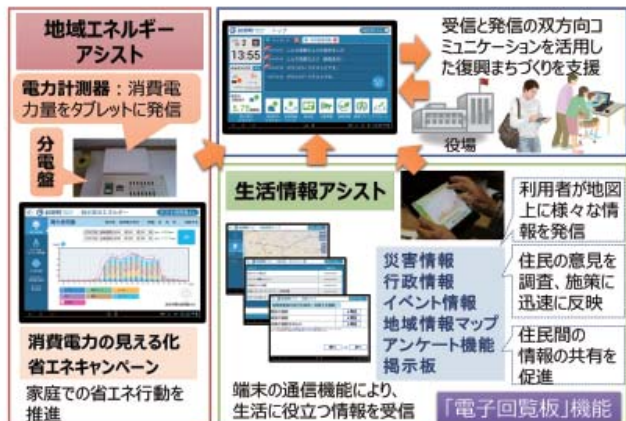 地域エネルギー
アシスト
電力計測器：消費電
力量をタブレットに発信
分電盤
消費電力の見える化
省エネキャンペーン
家庭での省エネ行動を
推進
13:55
受信と発信の双方向コ
ミュニケーションを活用し
た復興まちづくりを支援
役場
生活情報アシスト
端末の通信機能により、
生活に役立つ情報を受信
災害情報
行政情報
イベント情報
地域情報マップ
アンケート機能
掲示板
利用者が地図
上に様々な情
報を発信
住民の意見を
調査、施策に
迅速に反映
住民間の
情報の共有を
促進
「電子回覧板」機能